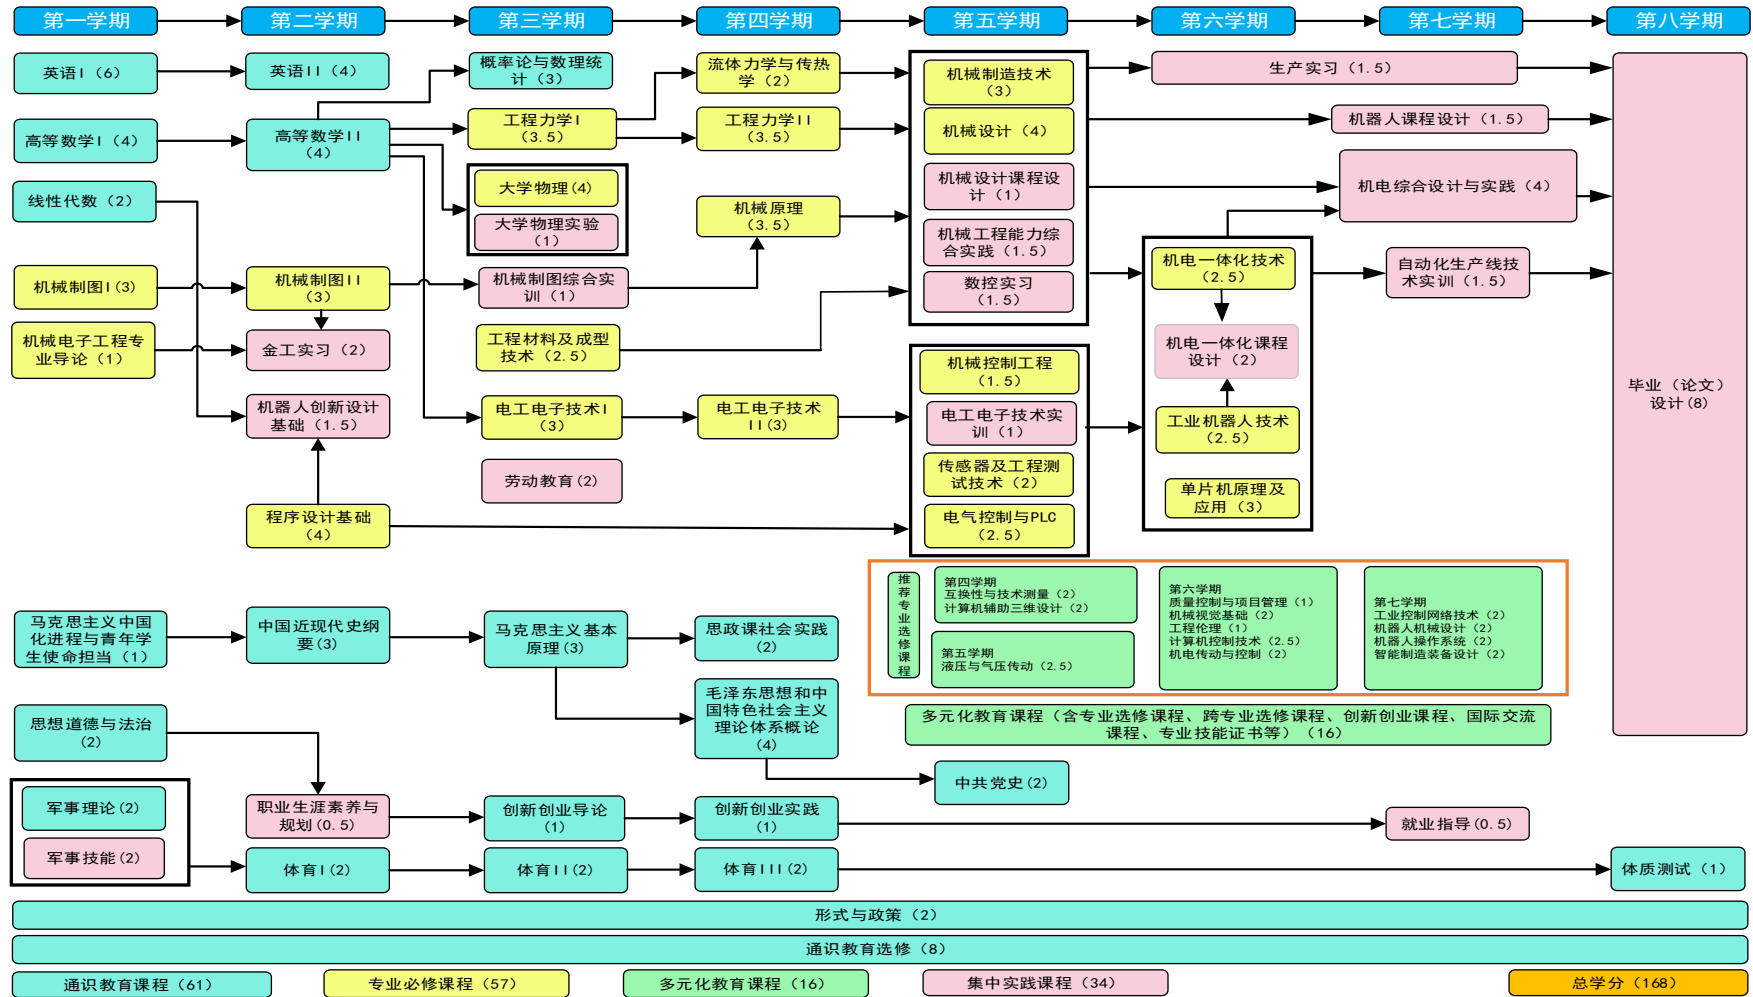 第一学期
第二学期
第三学期
第四学期
第五学期
第六学期
第七学期
第八学期
英语I（6）
英语II（4）
概率论与数理统
计（3）
流体力学与传热
学（2）
机械制造技术
（3）
生产实习（1.5）
高等数学I（4）
高等数学II
（4）
工程力学I
（3.5）
工程力学II
（3.5）
机械设计（4）
机器人课程设计（1.5）
线性代数（2）
大学物理(4)
大学物理实验
（1）
机械原理
（3.5）
机械设计课程设
计（1）
机械工程能力综
合实践（1.5）
数控实习
（1.5）
机电综合设计与实践（4）
机械制图I(3)
机械制图II
（3）
机械制图综合实
训（1）
机电一体化技术
（2.5）
自动化生产线技
术实训（1.5）
机械电子工程专
业导论（1）
金工实习（2）
工程材料及成型
技术（2.5）
机械控制工程
（1.5）
机电一体化课程
设计（2）
毕业（论文）
设计(8)
机器人创新设计
基础（1.5）
电工电子技术I
（3）
电工电子技术
II(3)
电工电子技术实
训（1）
工业机器人技术
（2.5）
劳动教育(2)
传感器及工程测
试技术（2）
单片机原理及
应用（3）
程序设计基础
（4）
电气控制与PLC
（2.5）
推
荐
专
业
选
修
课
程
第四学期
互换性与技术测量（2）
计算机辅助三维设计（2）
第五学期
液压与气压传动（2.5）
第六学期
质量控制与项目管理（1）
机械视觉基础（2）
工程伦理（1）
计算机控制技术（2.5）
机电传动与控制（2）
第七学期
工业控制网络技术（2）
机器人机械设计（2）
机器人操作系统（2）
智能制造装备设计（2）
马克思主义中国
化进程与青年学
生使命担当（1）
中国近现代史纲
要(3)
马克思主义基本
原理(3)
思政课社会实践
（2）
毛泽东思想和中
国特色社会主义
理论体系概论
(4)
多元化教育课程（含专业选修课程、跨专业选修课程、创新创业课程、国际交流
课程、专业技能证书等）（16）
思想道德与法治
(2)
中共党史(2)
军事理论(2)
军事技能(2)
职业生涯素养与
规划(0.5)
创新创业导论
(1)
创新创业实践
(1)
就业指导(0.5)
体育I(2)
体育II(2)
体育III(2)
体质测试（1）
形式与政策（2）
通识教育选修（8）
通识教育课程（61）
专业必修课程（57）
多元化教育课程（16）
集中实践课程（34）
总学分（168）